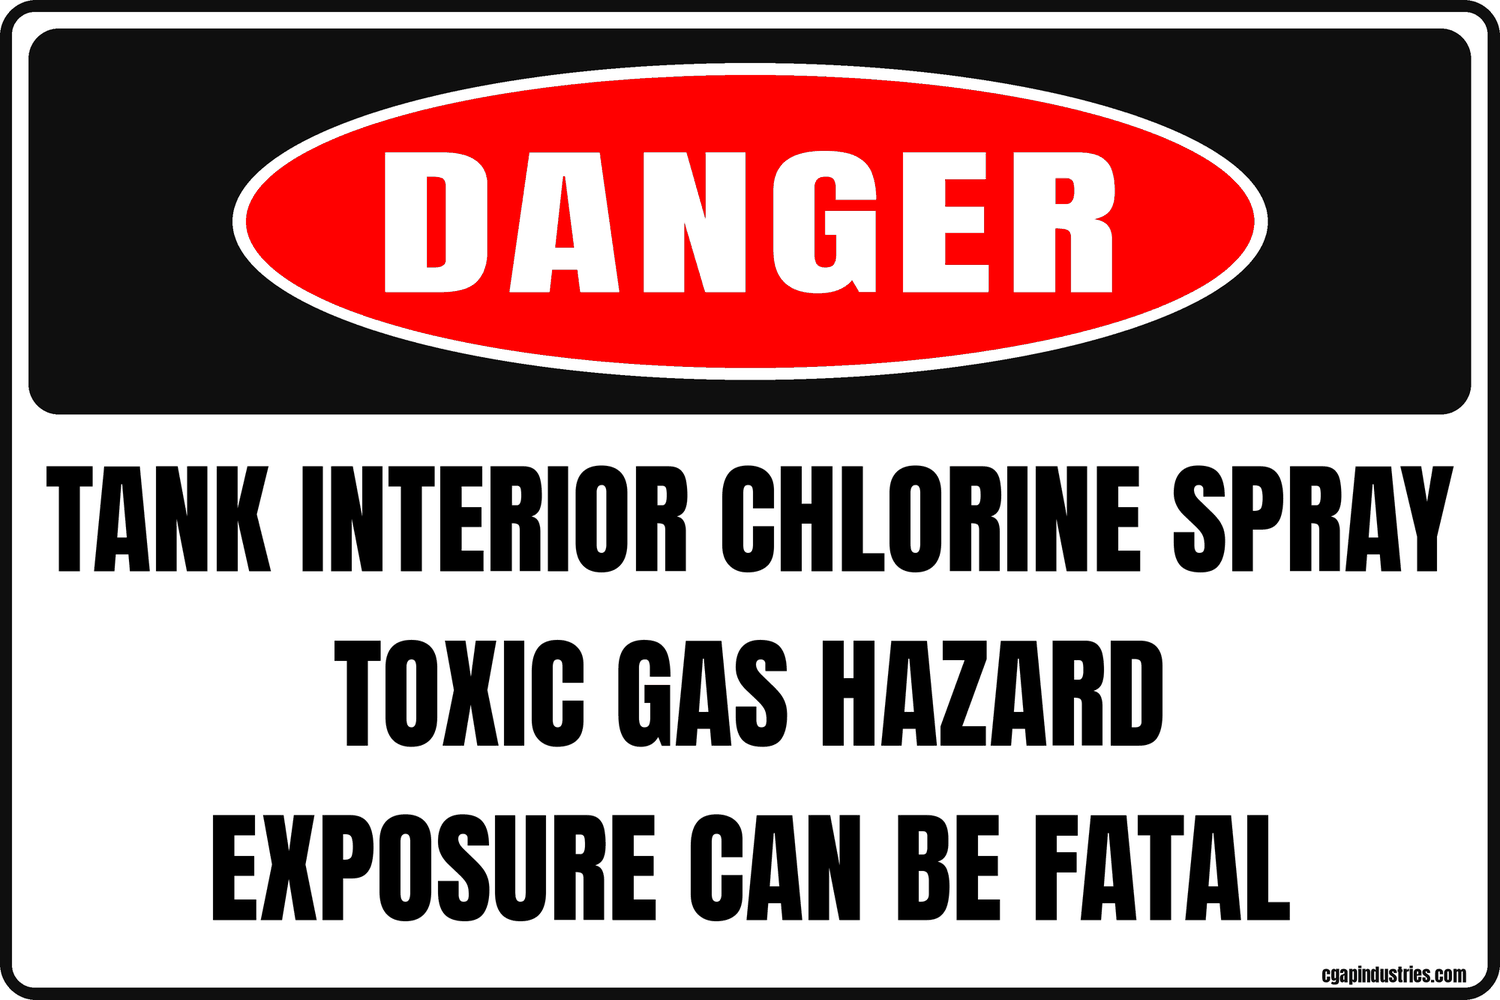 DANGER
TANK INTERIOR CHLORINE SPRAY
TOXIC GAS HAZARD
EXPOSURE CAN BE FATAL
cgapindustries.com